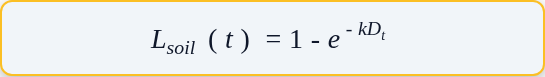 L_soil ( t ) = 1 - e^{- kD_t}